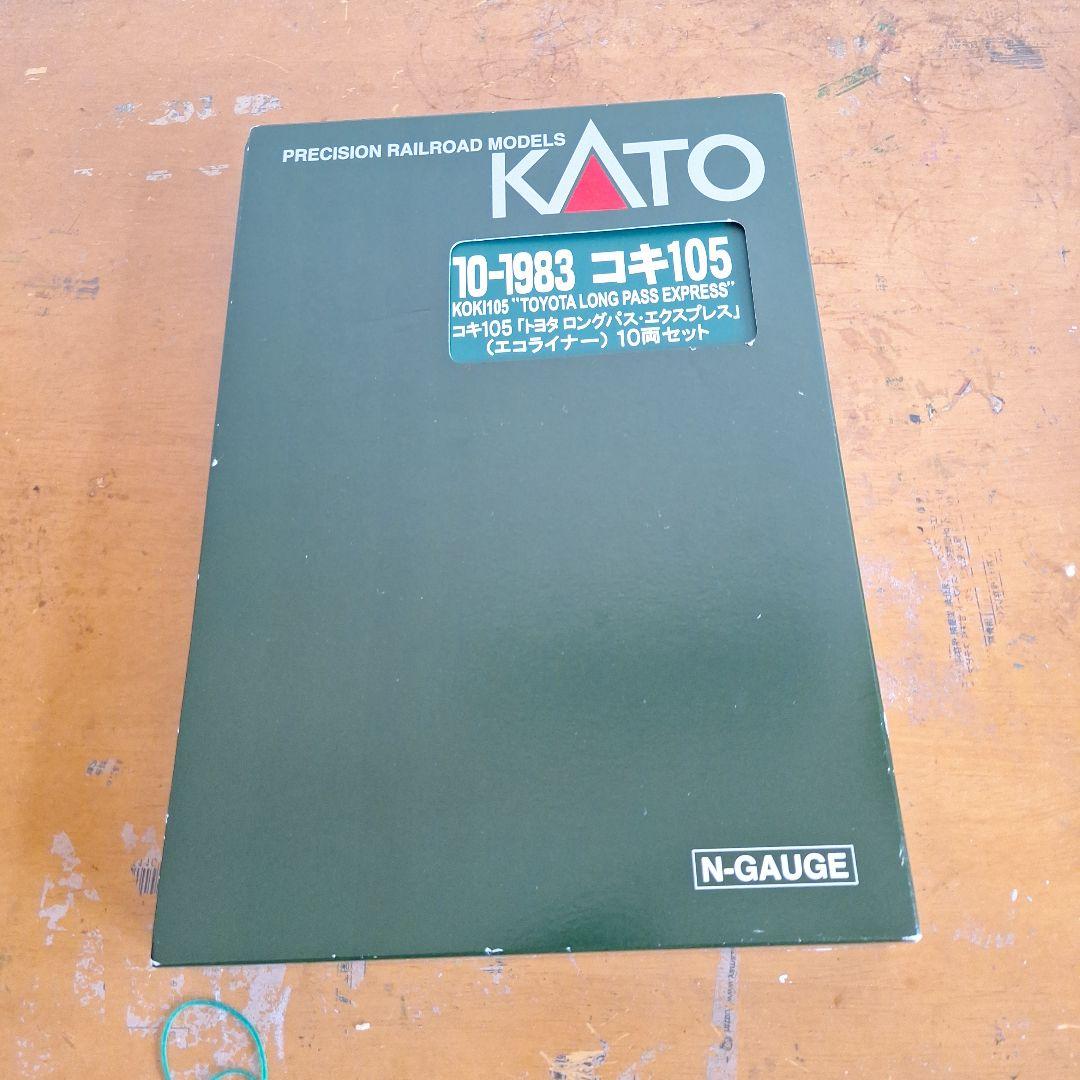 PRECISION RAILROAD MODELS
KATO
10-1983 コキ105
KOKI105 "TOYOTA LONG PASS EXPRESS"
コキ105「トヨタ ロングパス・エクスプレス」
(エコライナー) 10両セット
N-GAUGE